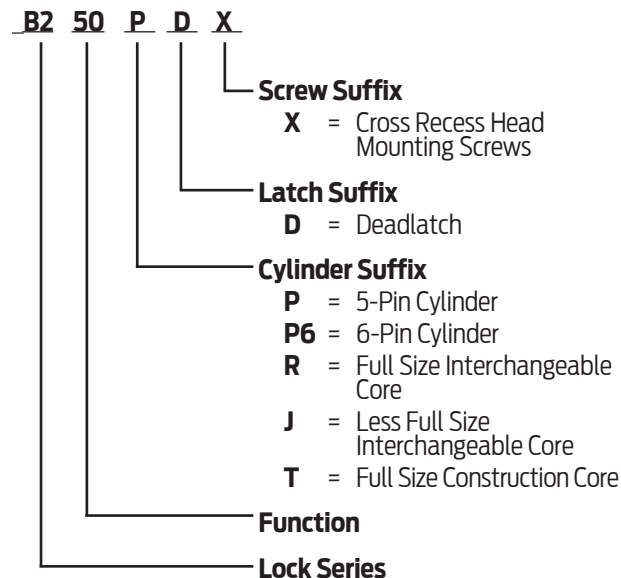 B2 50 P D X
Screw Suffix
X = Cross Recess Head
Mounting Screws
Latch Suffix
D = Deadlatch
Cylinder Suffix
P = 5-Pin Cylinder
P6 = 6-Pin Cylinder
R = Full Size Interchangeable
Core
J = Less Full Size
Interchangeable Core
T = Full Size Construction Core
Function
Lock Series